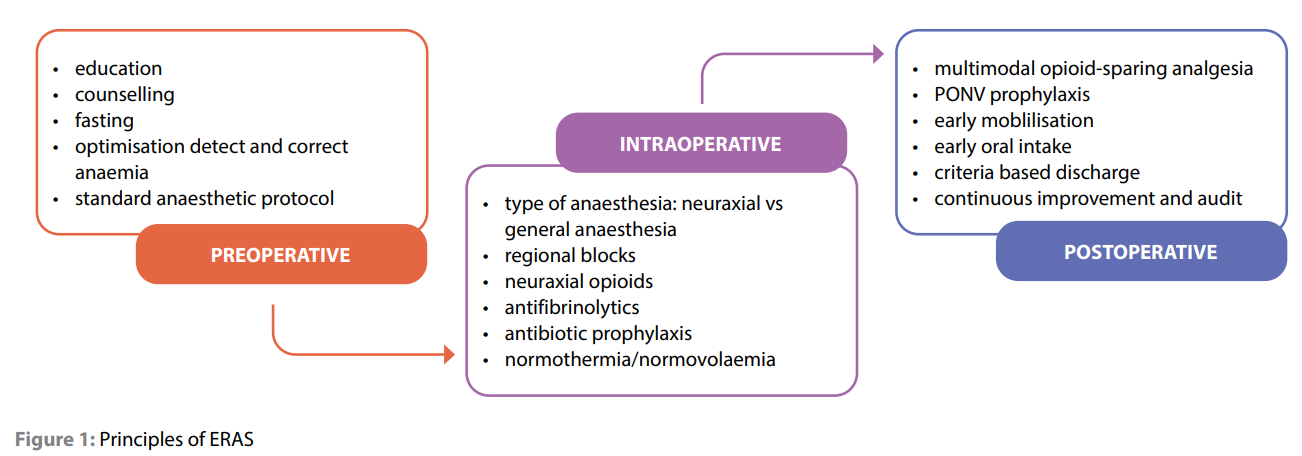 • education
• counselling
• fasting
• optimisation detect and correct
anaemia
• standard anaesthetic protocol
PREOPERATIVE
INTRAOPERATIVE
• type of anaesthesia: neuraxial vs
general anaesthesia
• regional blocks
• neuraxial opioids
• antifibrinolytics
• antibiotic prophylaxis
• normothermia/normovolaemia
• multimodal opioid-sparing analgesia
• PONV prophylaxis
• early moblilisation
• early oral intake
• criteria based discharge
• continuous improvement and audit
POSTOPERATIVE
Figure 1: Principles of ERAS